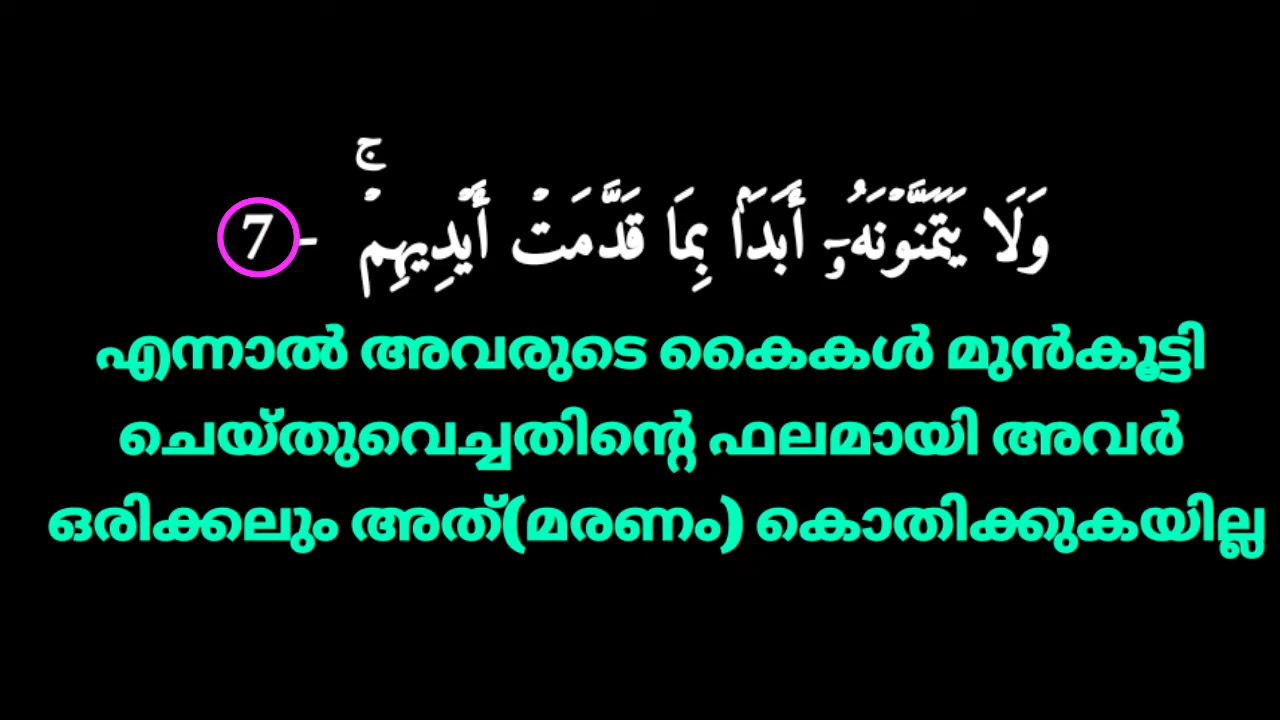 وَلَا يَتَمَنَّوۡنَهُۥٓ أَبَدَۢا بِمَا قَدَّمَتۡ أَيۡدِيهِمۡۚ -7
എന്നാൽ അവരുടെ കൈകൾ മുൻകൂട്ടി
ചെയ്തുവെച്ചതിന്റെ ഫലമായി അവർ
ഒരിക്കലും അത്(മരണം) കൊതിക്കുകയില്ല